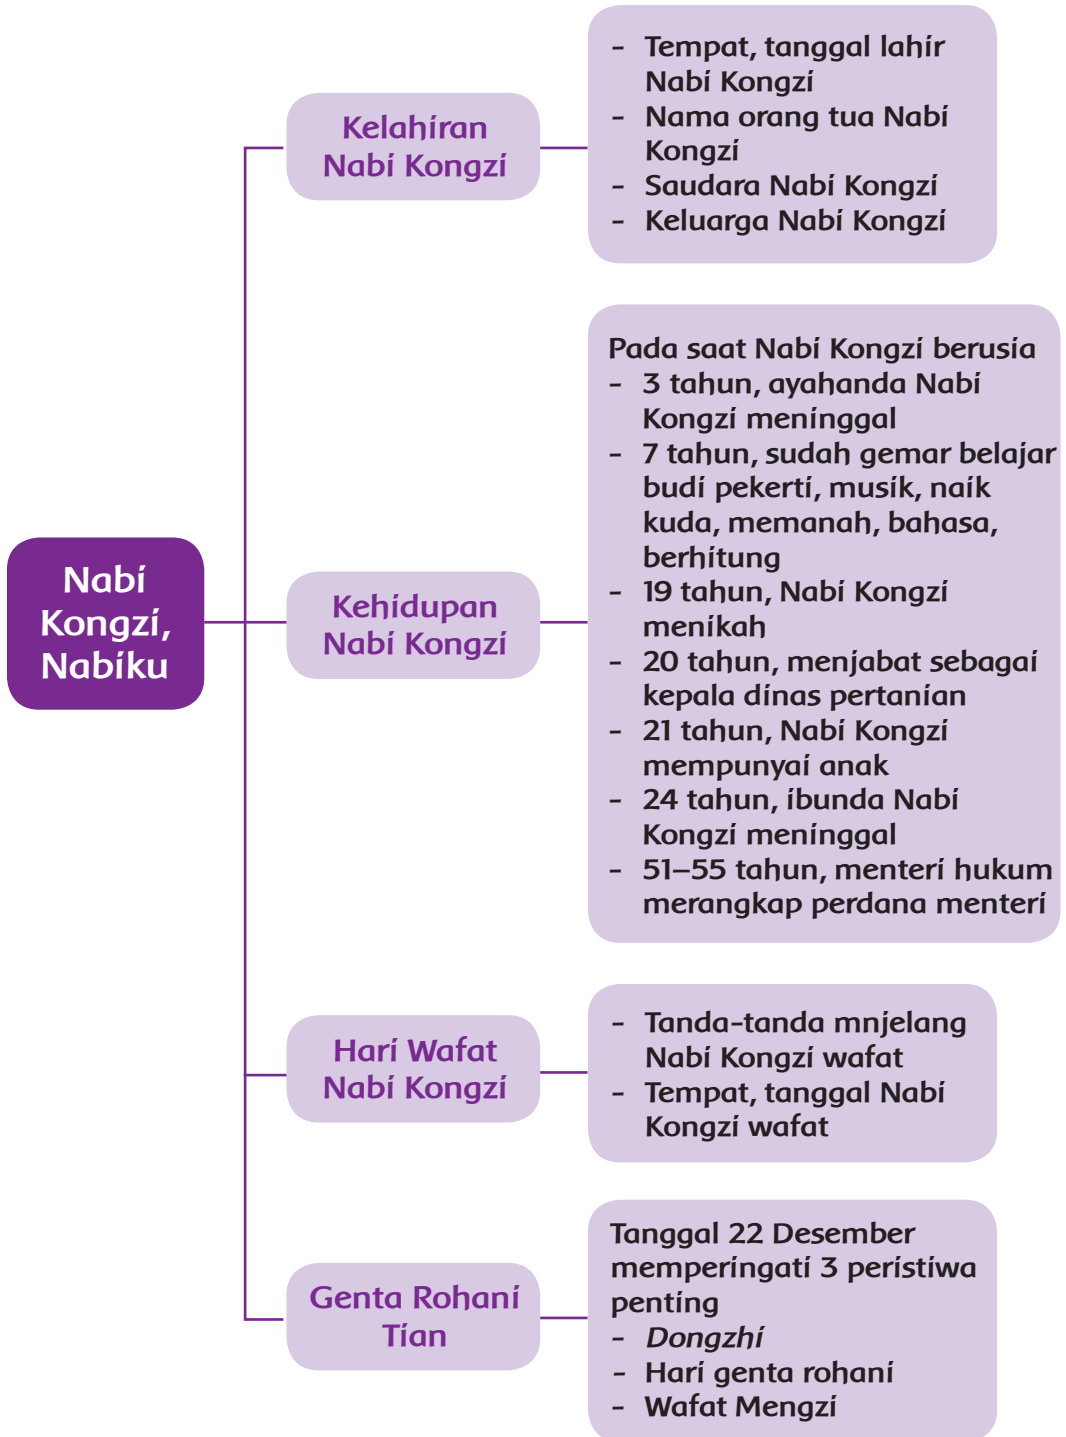 Nabi
Kongzi,
Nabiku
Kelahiran
Nabi Kongzi
- Tempat, tanggal lahir
Nabi Kongzi
- Nama orang tua Nabi
Kongzi
- Saudara Nabi Kongzi
- Keluarga Nabi Kongzi
Kehidupan
Nabi Kongzi
Pada saat Nabi Kongzi berusia
- 3 tahun, ayahanda Nabi
Kongzi meninggal
- 7 tahun, sudah gemar belajar
budi pekerti, musik, naik
kuda, memanah, bahasa,
berhitung
- 19 tahun, Nabi Kongzi
menikah
- 20 tahun, menjabat sebagai
kepala dinas pertanian
- 21 tahun, Nabi Kongzi
mempunyai anak
- 24 tahun, ibunda Nabi
Kongzi meninggal
- 51–55 tahun, menteri hukum
merangkap perdana menteri
Hari Wafat
Nabi Kongzi
- Tanda-tanda mnjelang
Nabi Kongzi wafat
- Tempat, tanggal Nabi
Kongzi wafat
Genta Rohani
Tian
Tanggal 22 Desember
memperingati 3 peristiwa
penting
- Dongzhi
- Hari genta rohani
- Wafat Mengzi